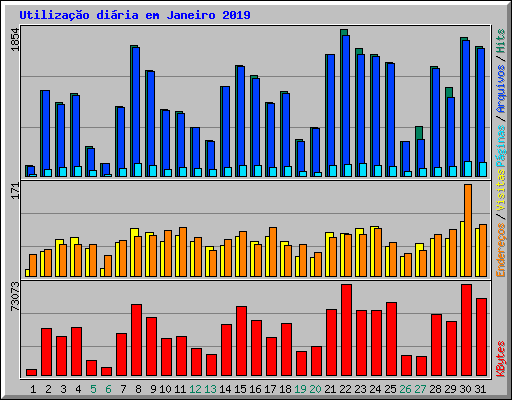 Utilização diária em Janeiro 2019
1854
171
73073
Endereços / Visitas Páginas / Arquivos / Hits
KBytes
1 2 3 4 5 6 7 8 9 10 11 12 13 14 15 16 17 18 19 20 21 22 23 24 25 26 27 28 29 30 31